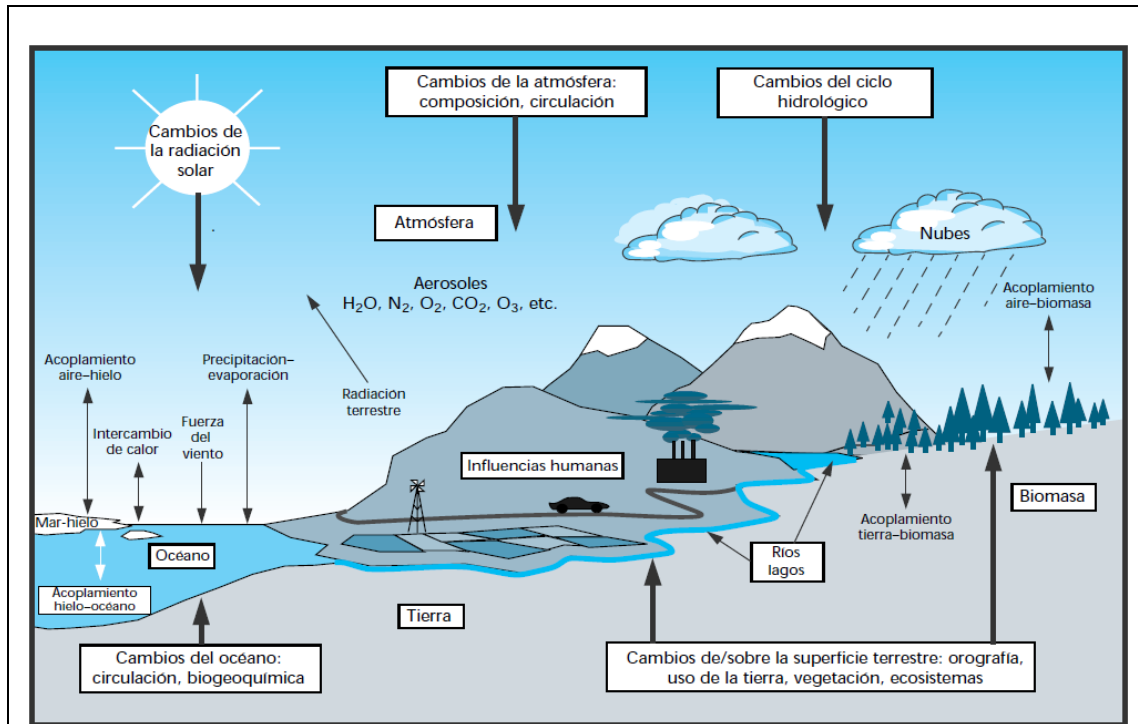 Cambios de la atmósfera:
composición, circulación
Cambios del ciclo
hidrológico
Cambios de
la radiación
solar
Atmósfera
Nubes
Aerosoles
H₂O, N₂, O₂, CO₂, O₃, etc.
Acoplamiento
aire–biomasa
Acoplamiento
aire–hielo
Precipitación–
evaporación
Radiación
terrestre
Intercambio
de calor
Fuerza
del
viento
Influencias humanas
Biomasa
Mar-hielo
Océano
Acoplamiento
tierra–biomasa
Ríos
lagos
Acoplamiento
hielo–océano
Tierra
Cambios del océano:
circulación, biogeoquímica
Cambios de/sobre la superficie terrestre: orografía,
uso de la tierra, vegetación, ecosistemas